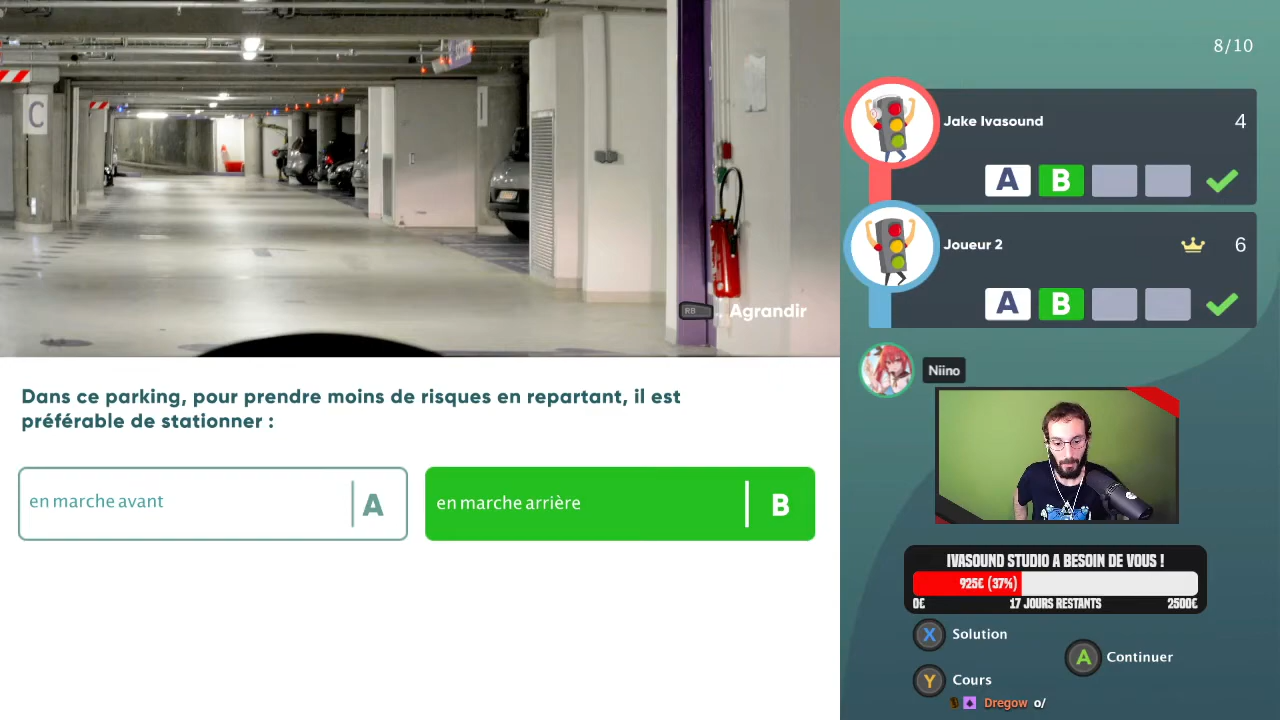 8/10
C
RB
Agrandir
Jake Ivasound
4
A
B
Joueur 2
6
A
B
Niino
Dans ce parking, pour prendre moins de risques en repartant, il est
préférable de stationner :
en marche avant
A
en marche arrière
B
IVASOUND STUDIO A BESOIN DE VOUS !
925€ (37%)
0€
17 JOURS RESTANTS
2500€
X
Solution
A
Continuer
Y
Cours
Dregow o/